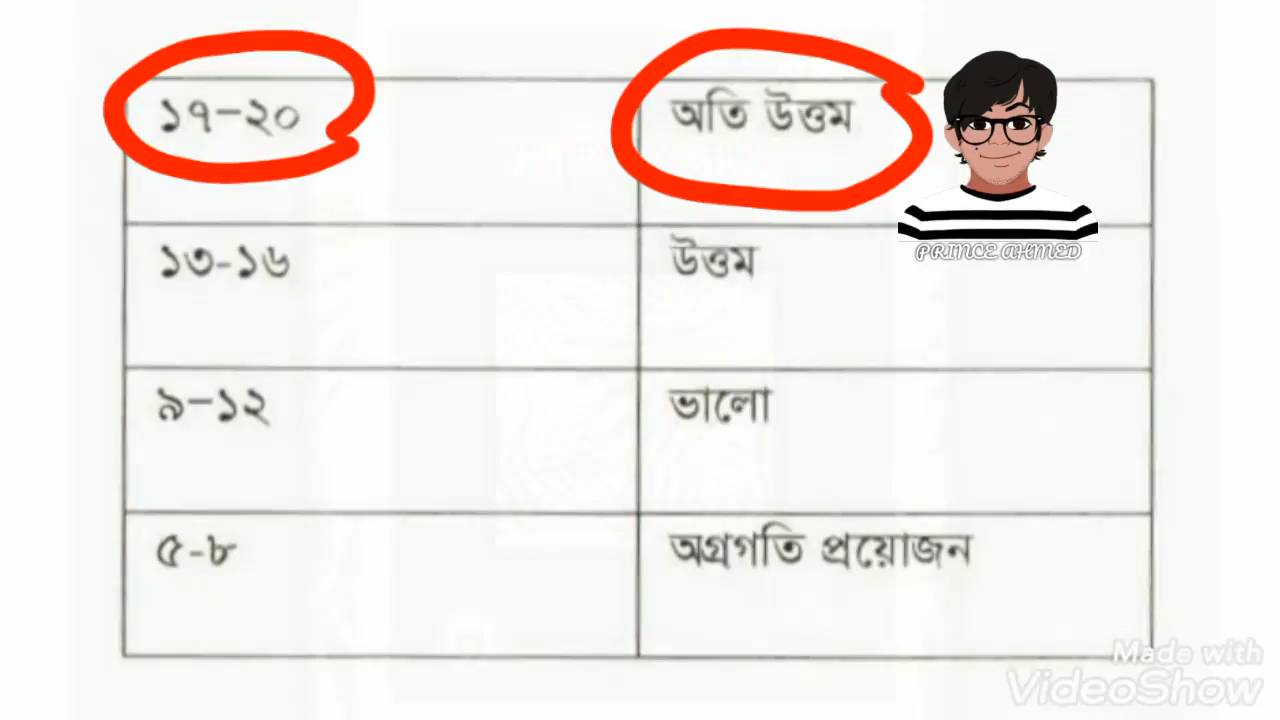 ১৭-২০ অতি উত্তম
PRINCE AHMED
১৩-১৬ উত্তম
৯-১২ ভালো
৫-৮ অগ্রগতি প্রয়োজন
Made with
VideoShow